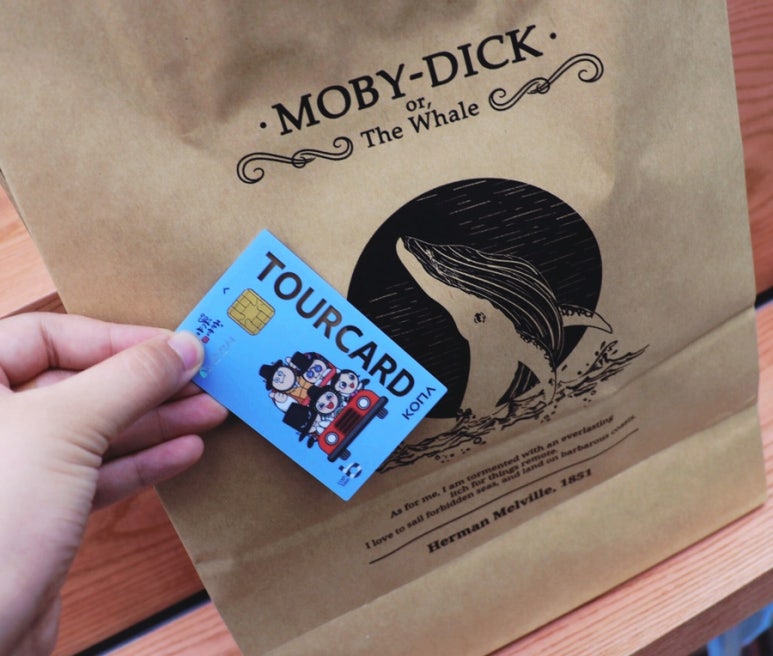 · MOBY-DICK ·
or,
The Whale
TOURCARD
KOΠA
As for me, I am tormented with an everlasting
itch for things remote.
I love to sail forbidden seas, and land on barbarous coasts.
Herman Melville, 1851